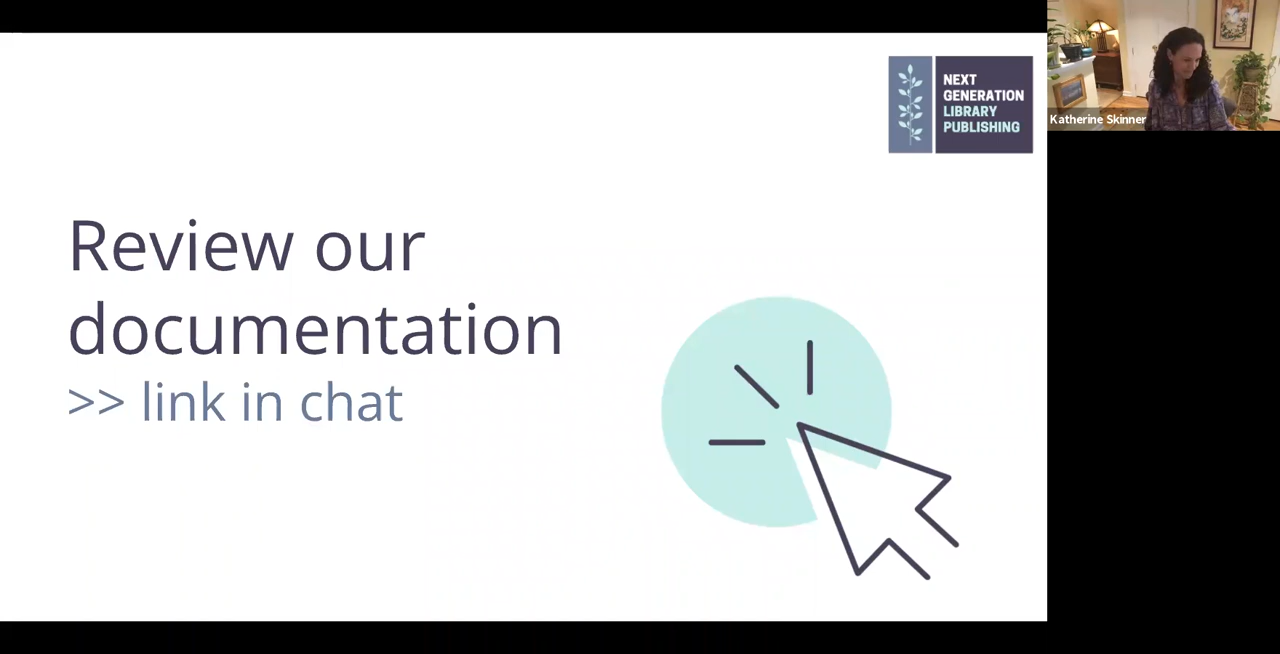 NEXT
GENERATION
LIBRARY
PUBLISHING
Katherine Skinner
Review our
documentation
>> link in chat